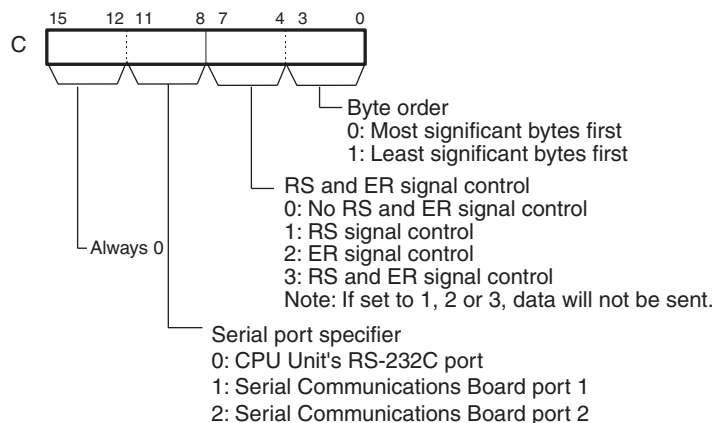 15 12 11 8 7 4 3 0
C
Byte order
0: Most significant bytes first
1: Least significant bytes first
RS and ER signal control
0: No RS and ER signal control
1: RS signal control
2: ER signal control
3: RS and ER signal control
Note: If set to 1, 2 or 3, data will not be sent.
Always 0
Serial port specifier
0: CPU Unit's RS-232C port
1: Serial Communications Board port 1
2: Serial Communications Board port 2